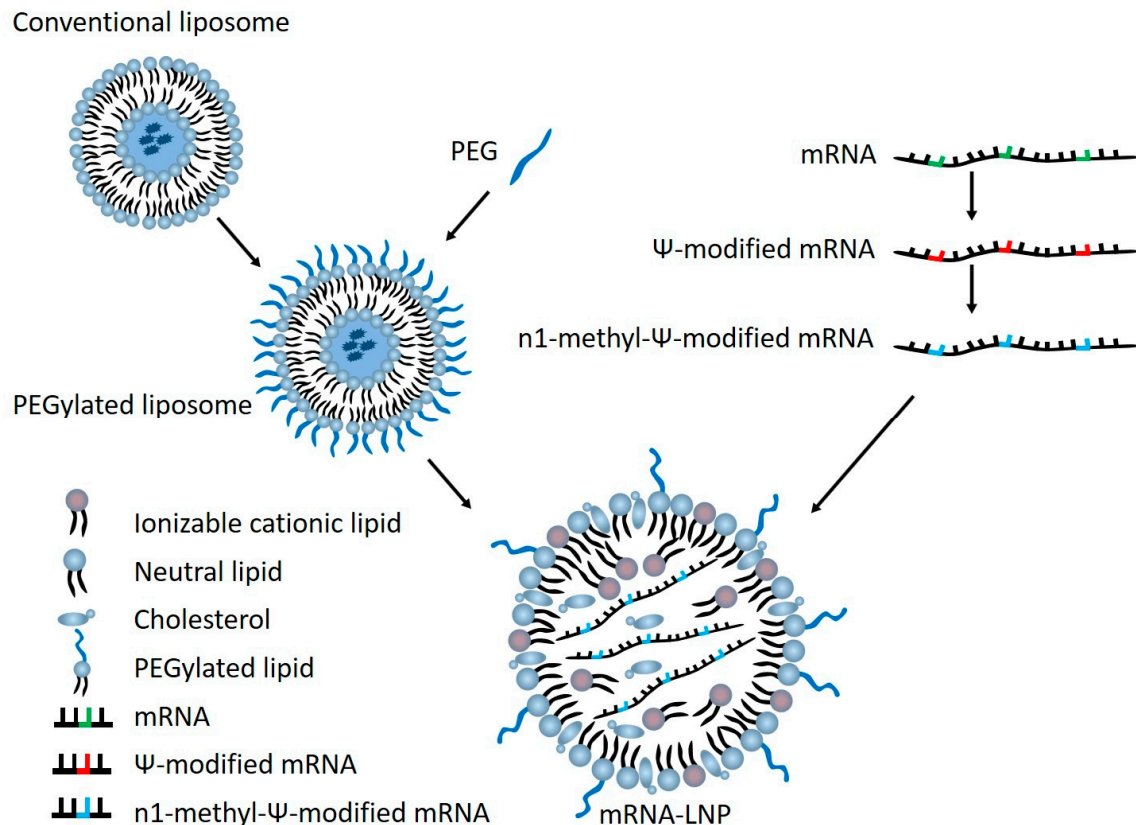 Conventional liposome
PEG
mRNA
Ψ-modified mRNA
n1-methyl-Ψ-modified mRNA
PEGylated liposome
Ionizable cationic lipid
Neutral lipid
Cholesterol
PEGylated lipid
mRNA
Ψ-modified mRNA
n1-methyl-Ψ-modified mRNA
mRNA-LNP